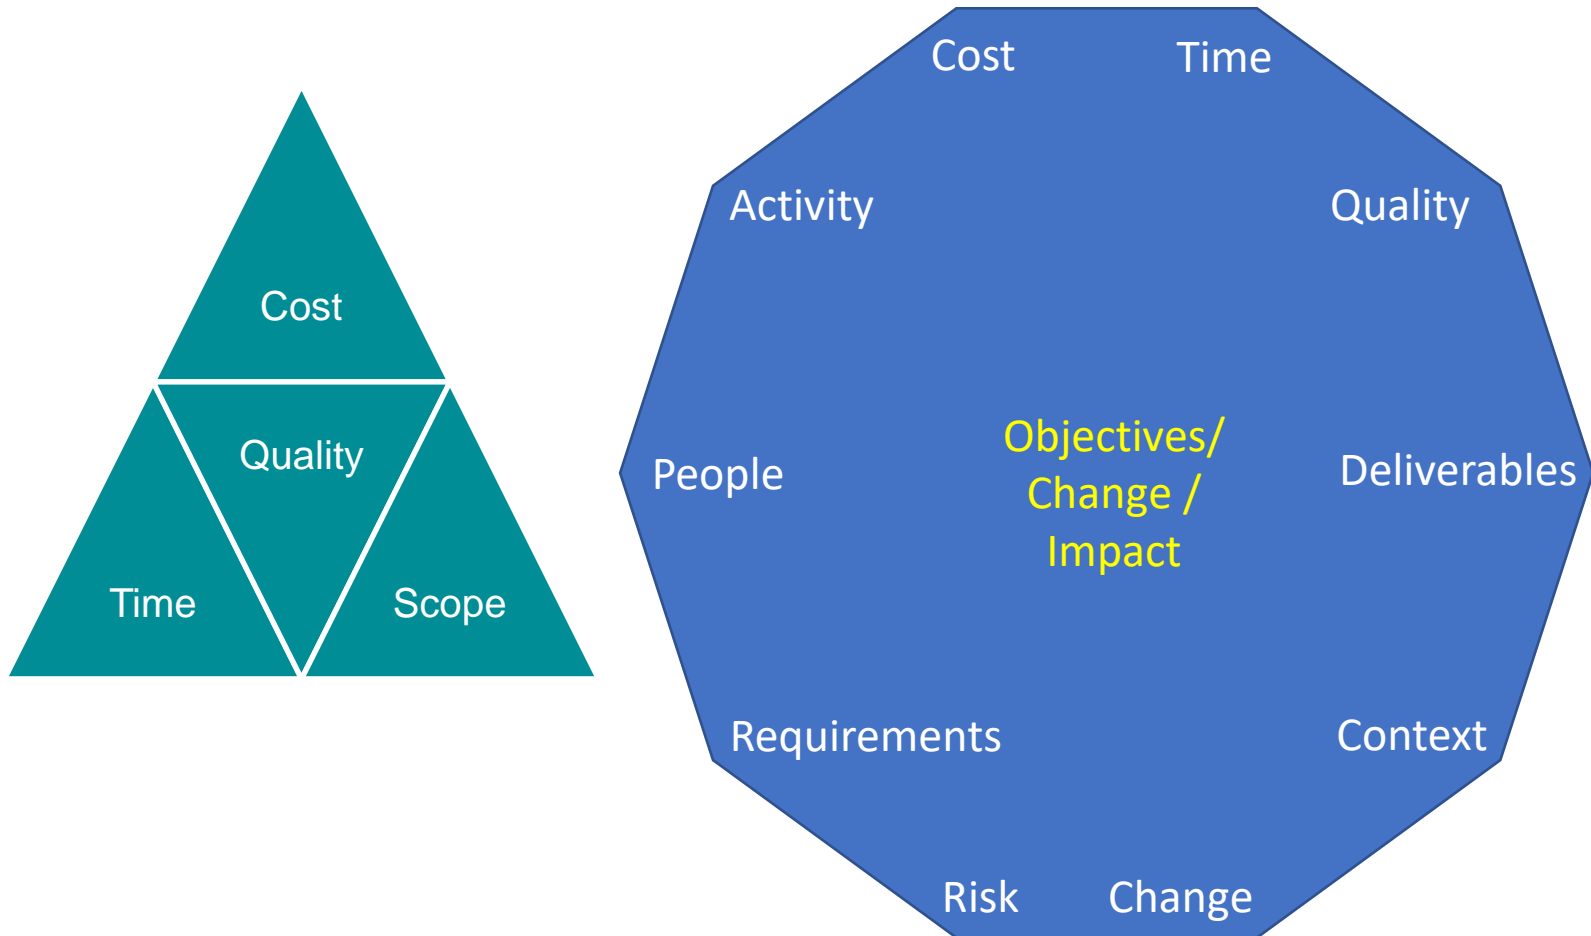 Cost
Quality
Time
Scope
Cost
Time
Activity
Quality
Objectives/
Change /
Impact
People
Deliverables
Requirements
Context
Risk
Change